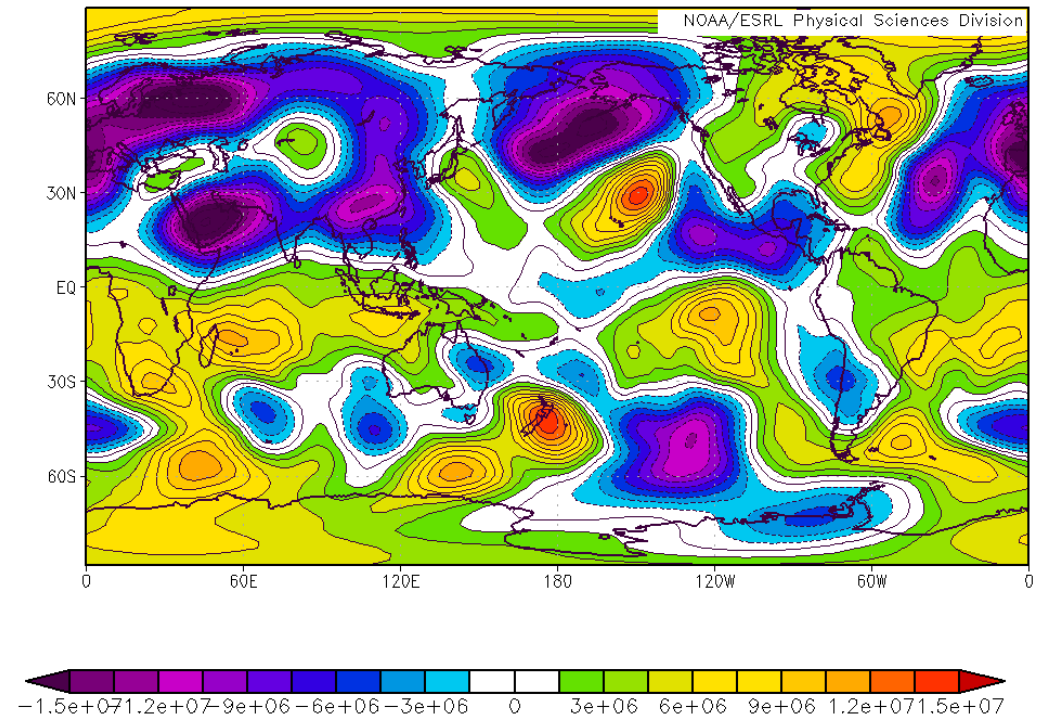 NOAA/ESRL Physical Sciences Division
60N
30N
EQ
30S
60S
0 60E 120E 180 120W 60W 0
−1.5e+07 −1.2e+07 −9e+06 −6e+06 −3e+06 0 3e+06 6e+06 9e+06 1.2e+07 1.5e+07